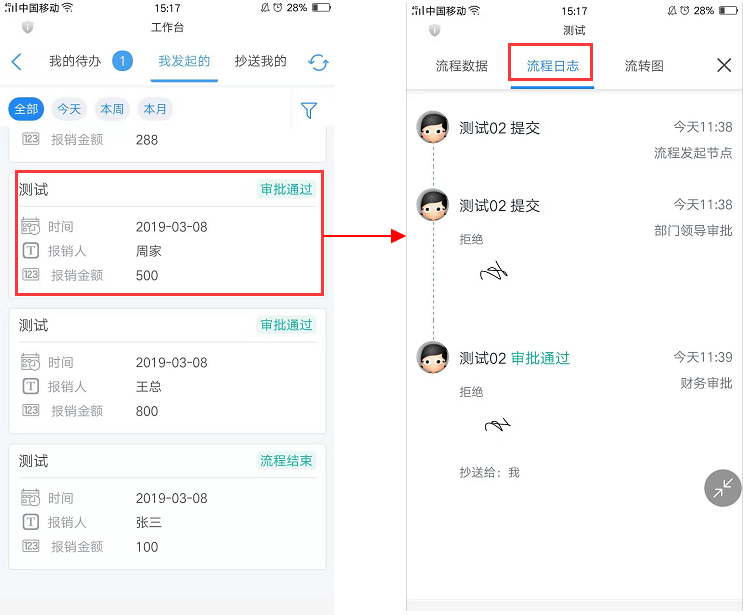 中国移动 15:17 28%
工作台
我的待办 1 我发起的 抄送我的
全部 今天 本周 本月
123 报销金额 288
测试 审批通过
时间 2019-03-08
T 报销人 周家
123 报销金额 500
测试 审批通过
时间 2019-03-08
T 报销人 王总
123 报销金额 800
测试 流程结束
时间 2019-03-08
T 报销人 张三
123 报销金额 100
中国移动 15:17 28%
测试
流程数据 流程日志 流转图
测试02 提交 今天11:38
流程发起节点
测试02 提交 今天11:38
部门领导审批
拒绝
测试02 审批通过 今天11:39
财务审批
拒绝
抄送给：我